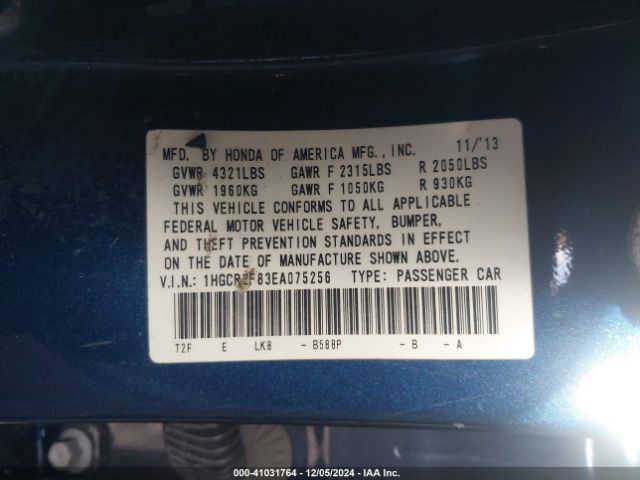 MFD. BY HONDA OF AMERICA MFG., INC. 11/'13
GVWR 4321LBS GAWR F 2315LBS R 2050LBS
GVWR 1960KG GAWR F 1050KG R 930KG
THIS VEHICLE CONFORMS TO ALL APPLICABLE
FEDERAL MOTOR VEHICLE SAFETY, BUMPER,
AND THEFT PREVENTION STANDARDS IN EFFECT
ON THE DATE OF MANUFACTURE SHOWN ABOVE.
V.I.N.: 1HGCR2F83EA075256 TYPE: PASSENGER CAR
T2F E LK8 - B588P - B - A
000-41031764 - 12/05/2024 - IAA Inc.